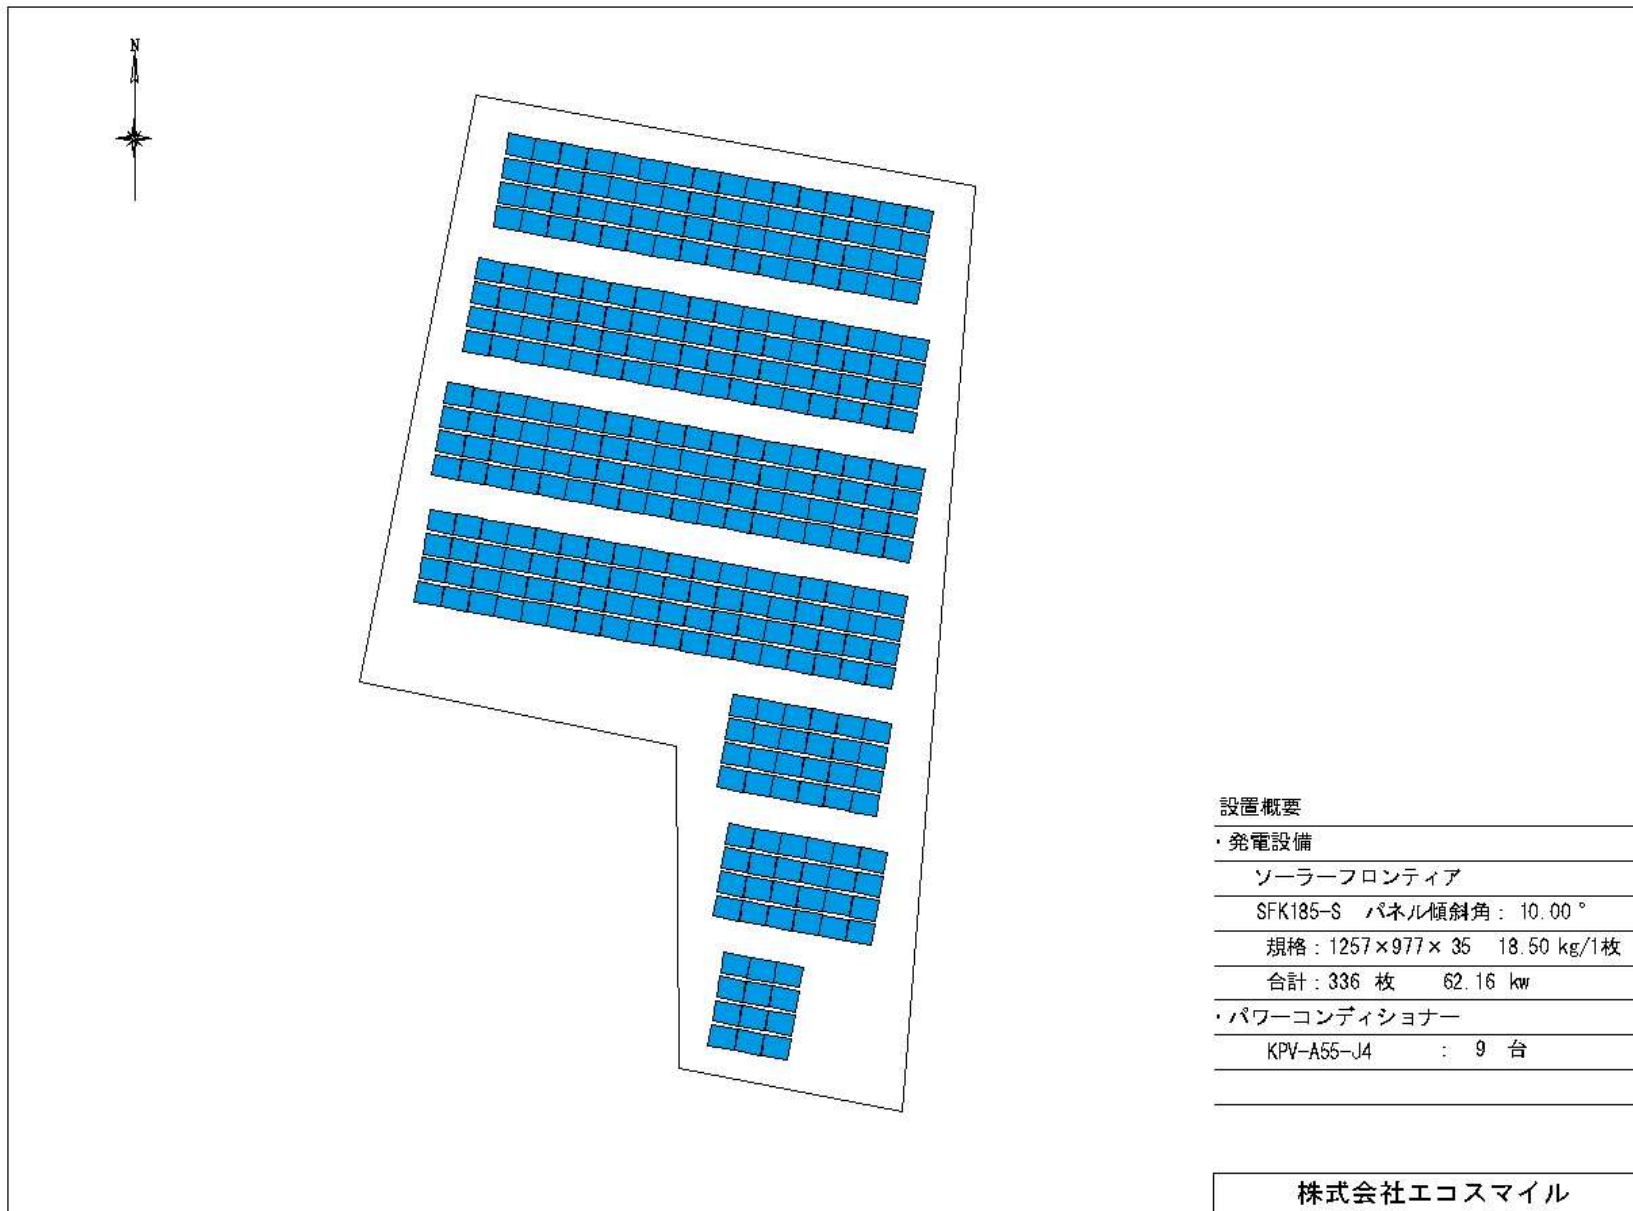 N
設置概要
・発電設備
ソーラーフロンティア
SFK185-S パネル傾斜角: 10.00°
規格:1257×977× 35 18.50 kg/1枚
合計:336 枚 62.16 kw
・パワーコンディショナー
KPV-A55-J4 : 9 台
株式会社エコスマイル